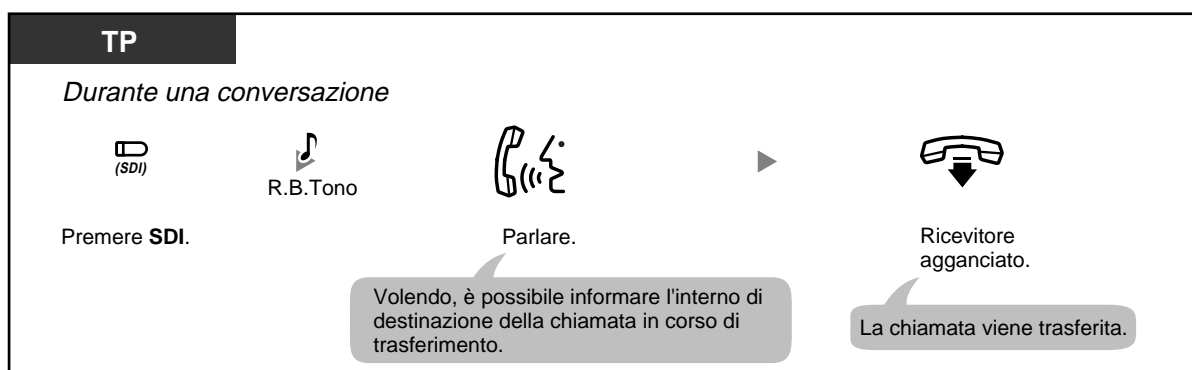 TP
Durante una conversazione
(SDI)
R.B.Tono
Premere SDI.
Parlare.
Ricevitore
agganciato.
Volendo, è possibile informare l'interno di
destinazione della chiamata in corso di
trasferimento.
La chiamata viene trasferita.